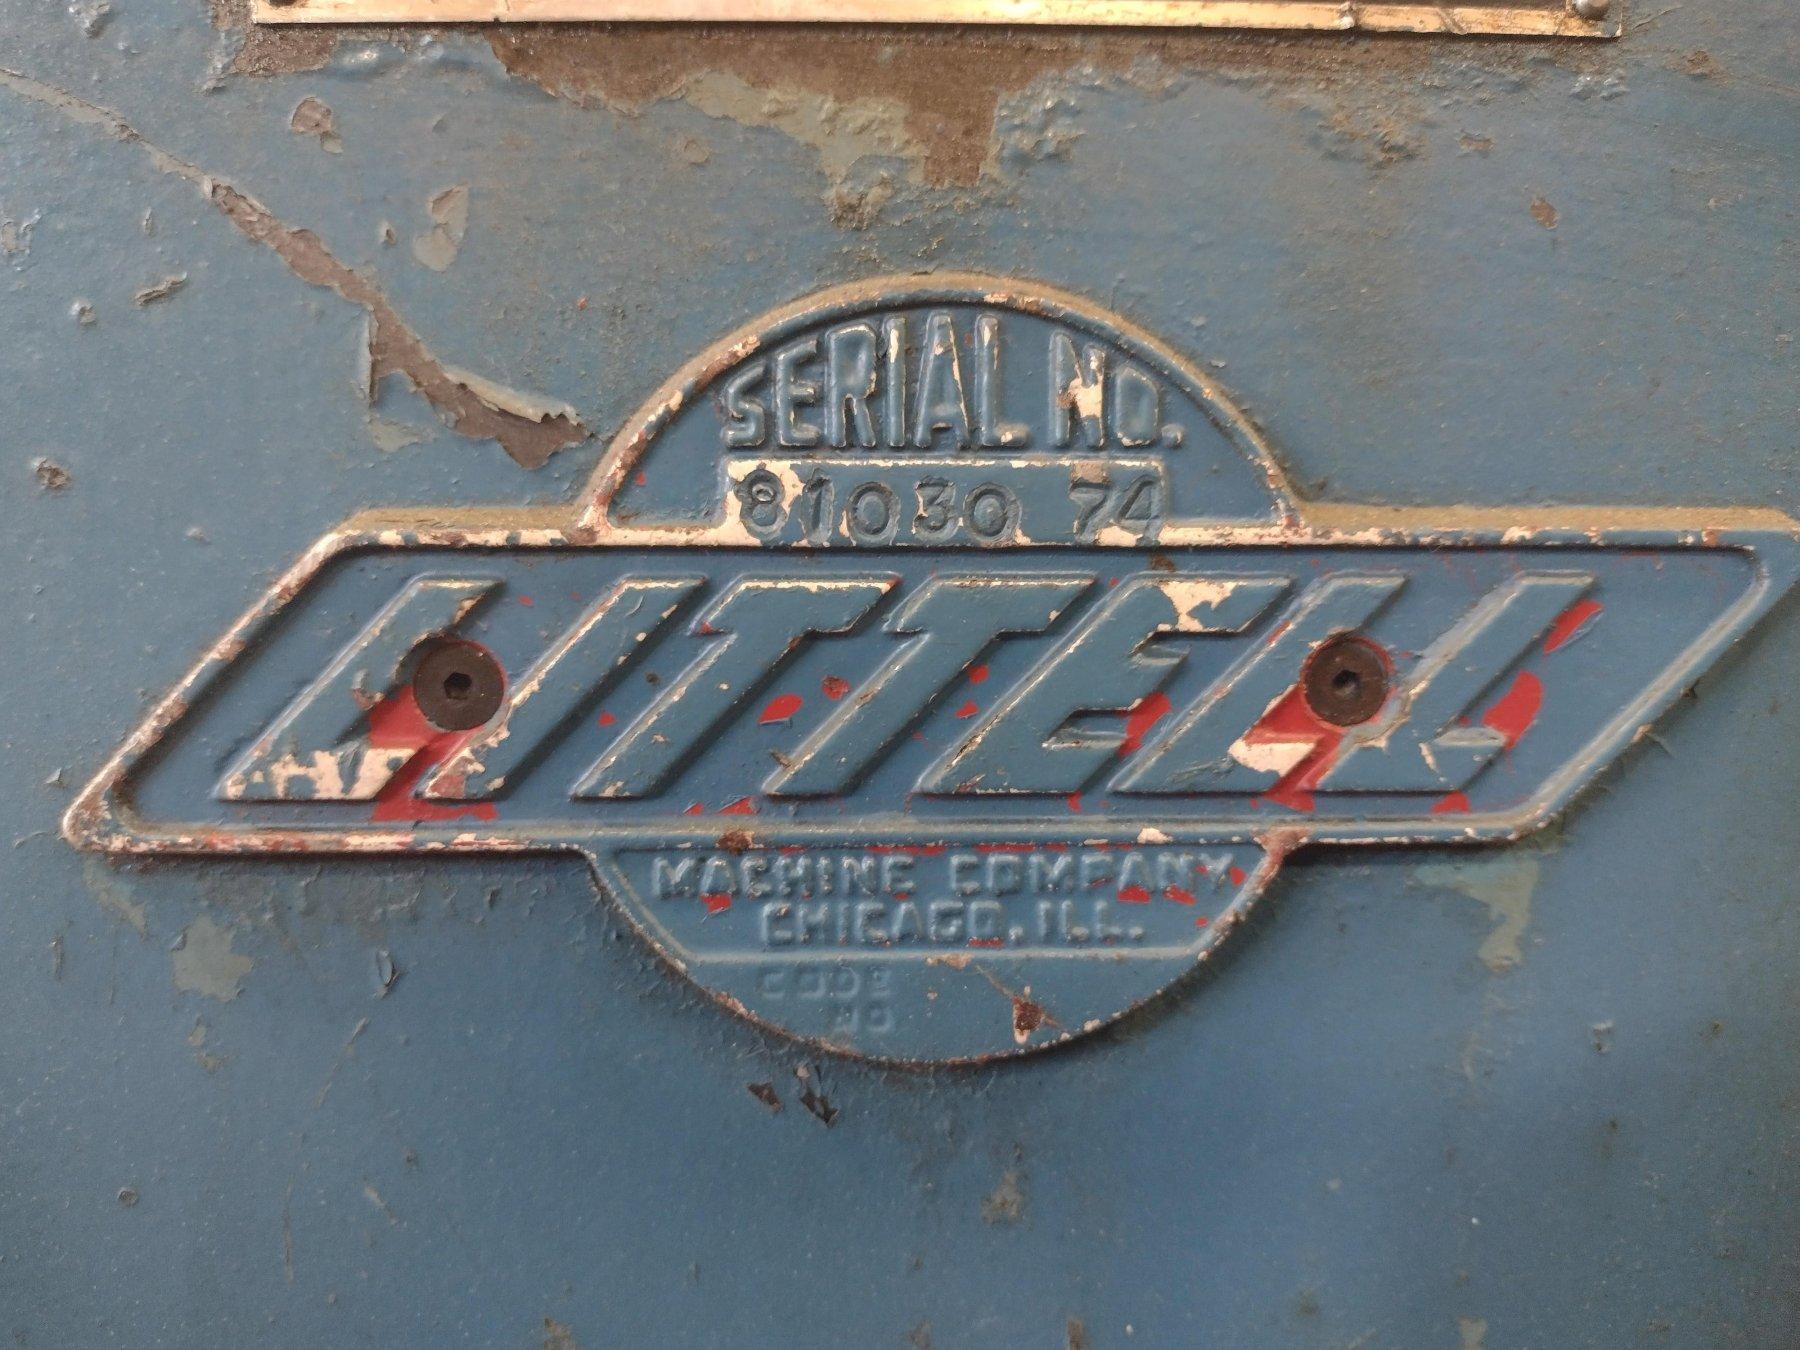 SERIAL NO.
81030 74
LITTELL
MACHINE COMPANY
CHICAGO, ILL.
CODE
NO